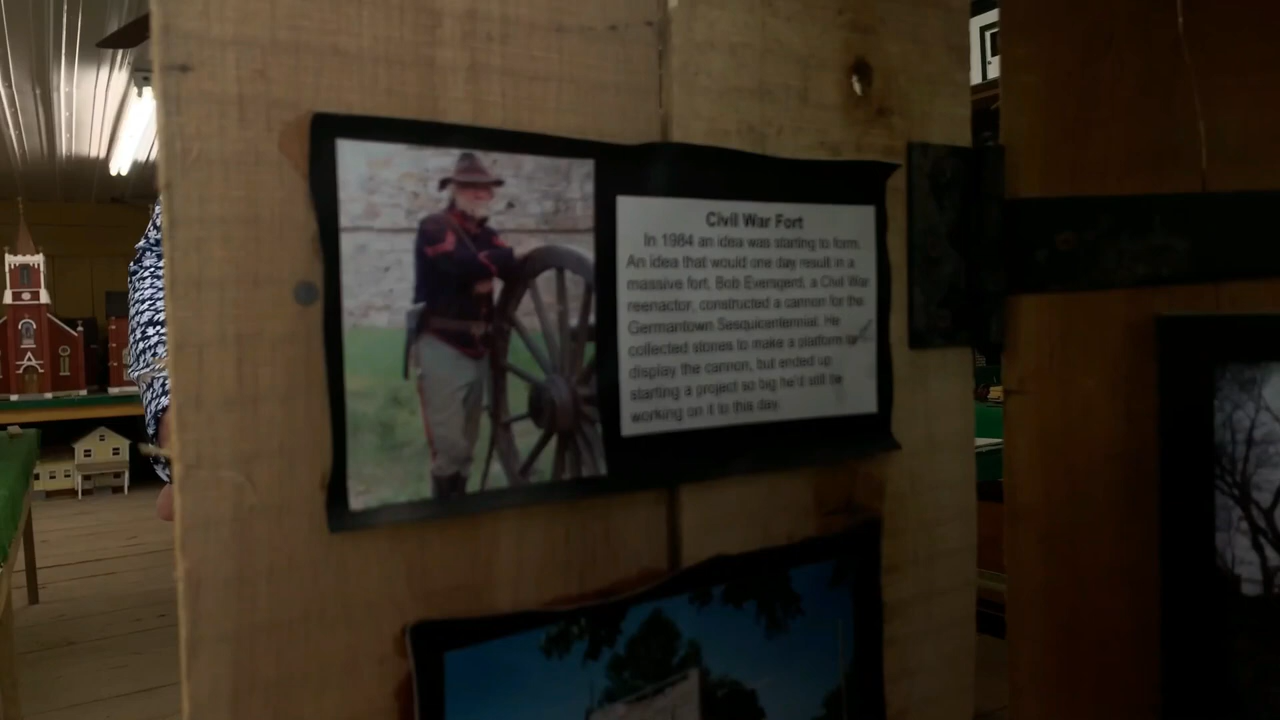 Civil War Fort
In 1984 an idea was starting to form.
An idea that would one day result in a
massive fort, Bob Eversgerd, a Civil War
reenactor, constructed a cannon for the
Germantown Sesquicentennial. He
collected stones to make a platform to
display the cannon, but ended up
starting a project so big he'd still be
working on it to this day.